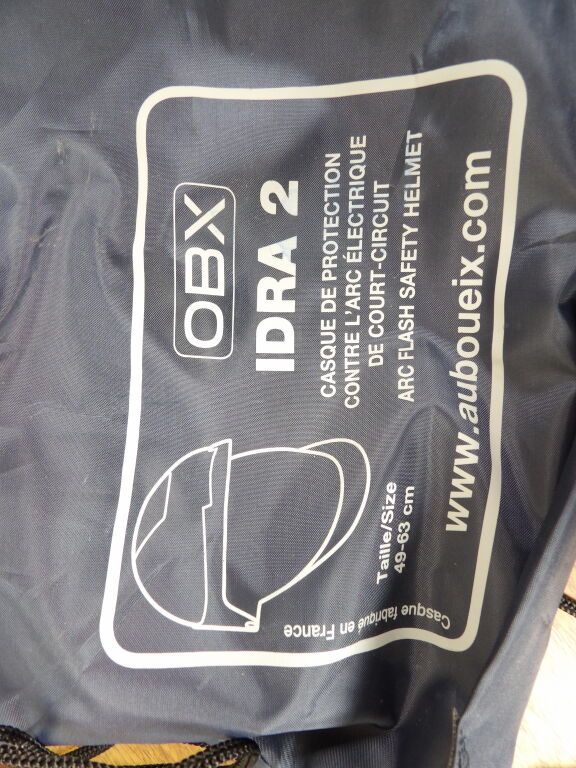 OBX
IDRA 2
CASQUE DE PROTECTION
CONTRE L'ARC ÉLECTRIQUE
DE COURT-CIRCUIT
ARC FLASH SAFETY HELMET
Taille/Size
49-63 cm
www.auboueix.com
Casque fabriqué en France